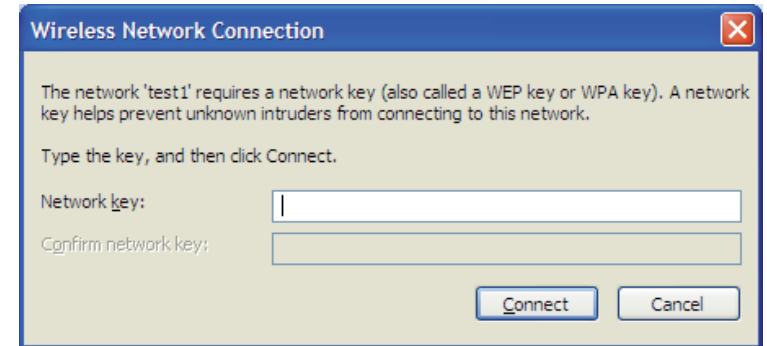 Wireless Network Connection
The network 'test1' requires a network key (also called a WEP key or WPA key). A network
key helps prevent unknown intruders from connecting to this network.
Type the key, and then click Connect.
Network key:
Confirm network key:
Connect Cancel